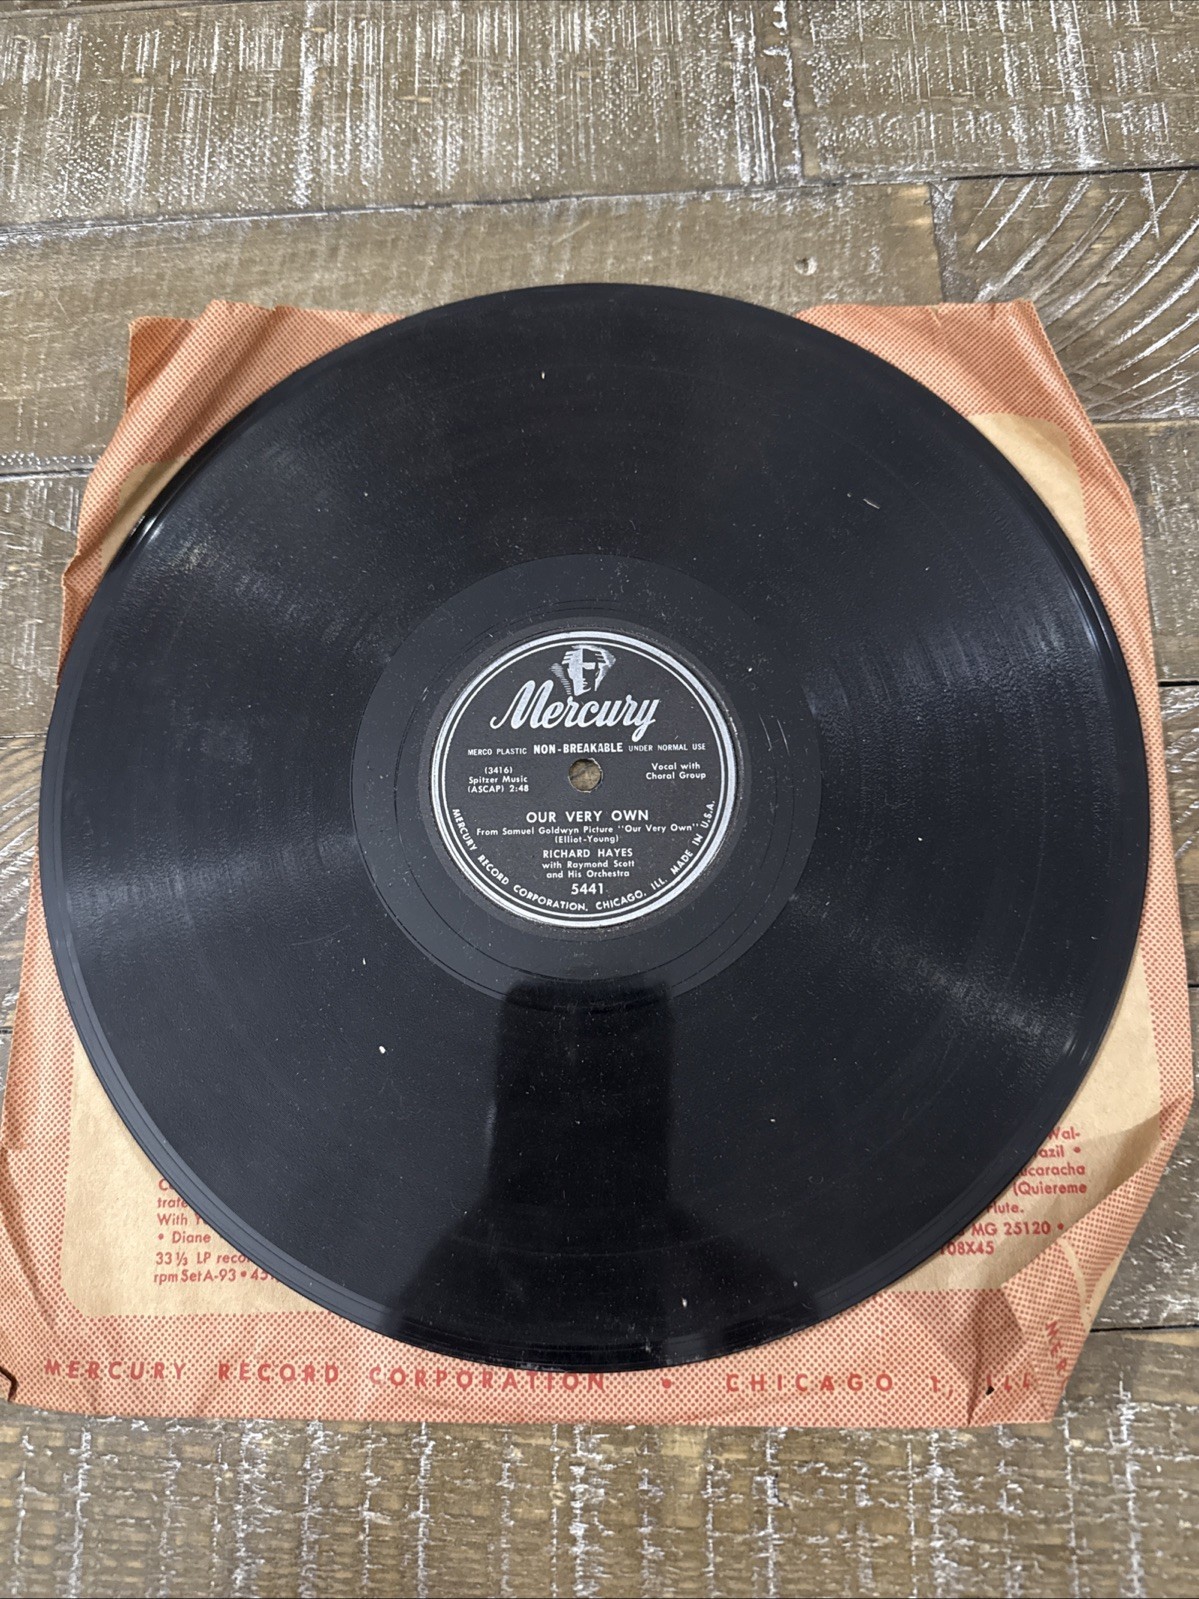 Mercury
MERCO PLASTIC NON-BREAKABLE UNDER NORMAL USE
(3416)
Spitzer Music
(ASCAP) 2:48
Vocal with
Choral Group
OUR VERY OWN
From Samuel Goldwyn Picture "Our Very Own"
(Elliot-Young)
RICHARD HAYES
with Raymond Scott
and His Orchestra
5441
MERCURY RECORD CORPORATION, CHICAGO, ILL. MADE IN U.S.A.
With
• Diane
33⅓ LP
rpm Set A-93 •
(Quiereme
MG 25120 •
MERCURY RECORD CORPORATION • CHICAGO 1, ILL